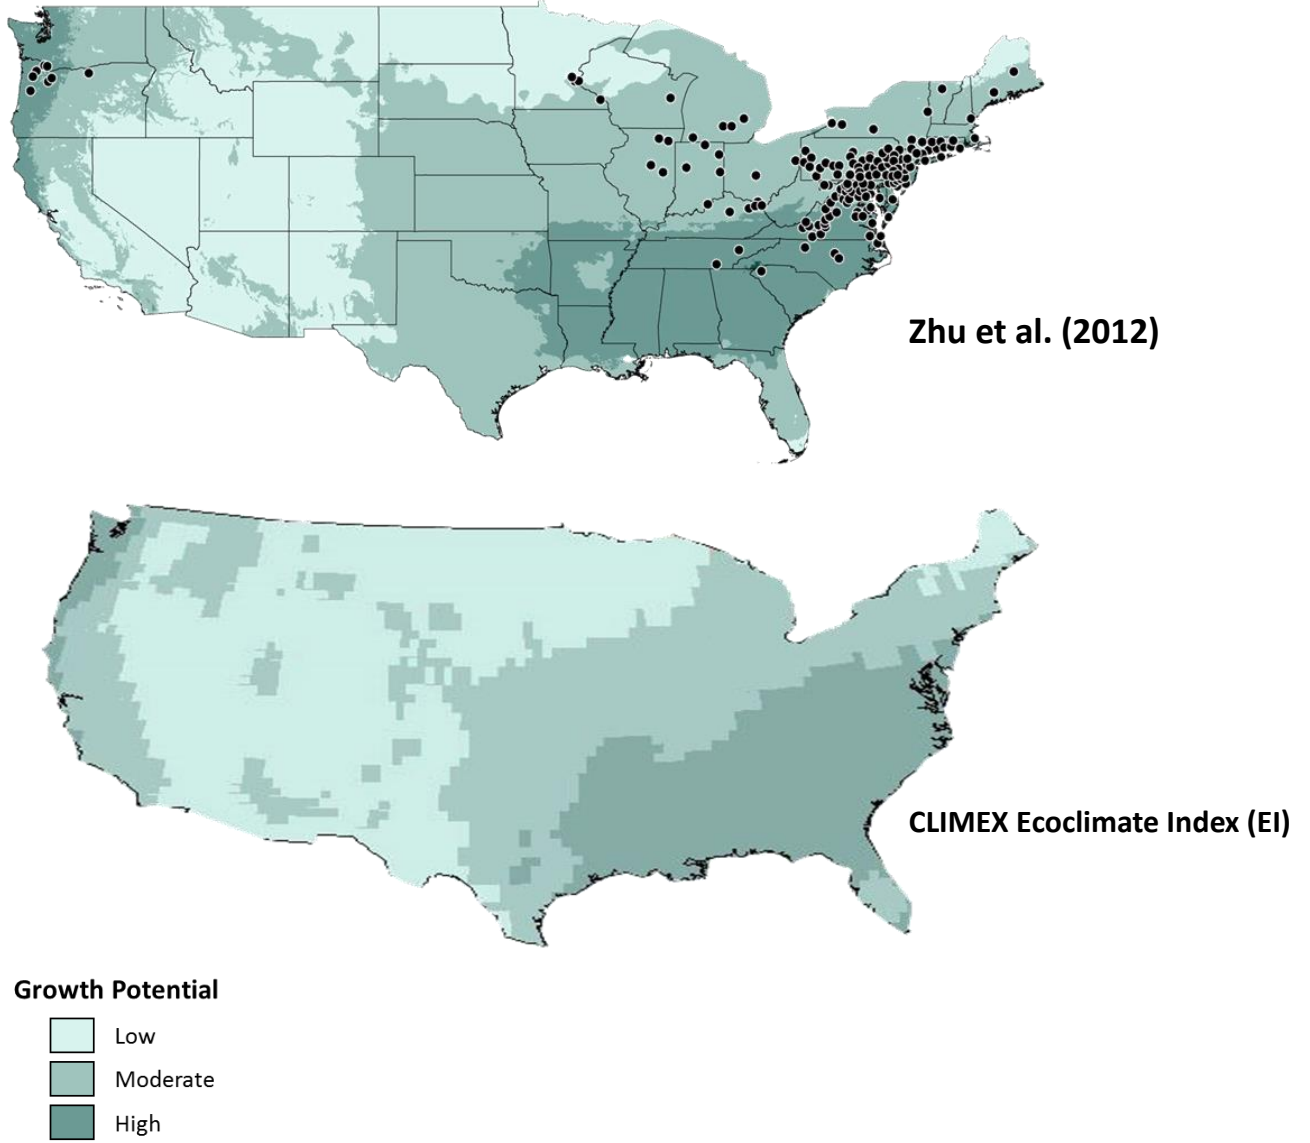 Zhu et al. (2012)
CLIMEX Ecoclimate Index (EI)
Growth Potential
Low
Moderate
High